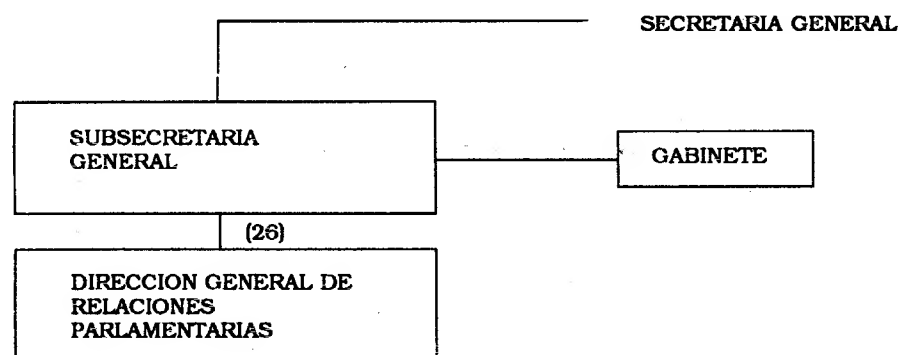 SECRETARIA GENERAL
SUBSECRETARIA
GENERAL
GABINETE
(26)
DIRECCION GENERAL DE
RELACIONES
PARLAMENTARIAS